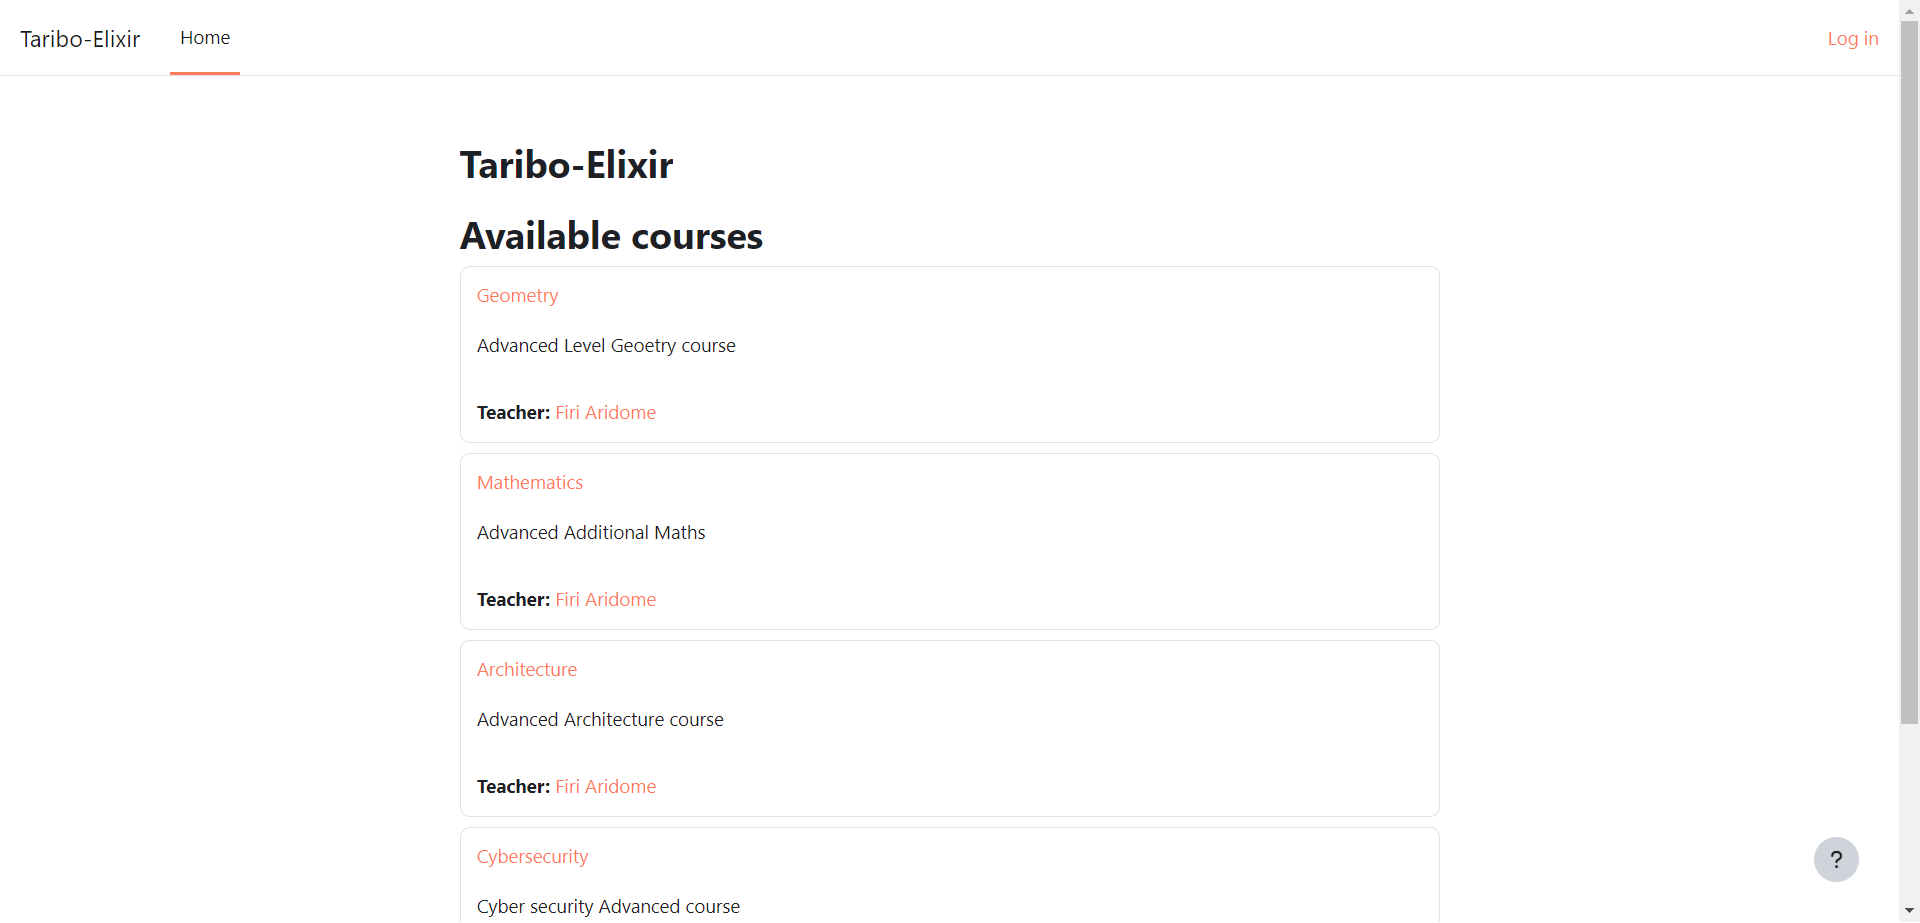 Taribo-Elixir
Home
Log in
Taribo-Elixir
Available courses
Geometry
Advanced Level Geoetry course
Teacher: Firi Aridome
Mathematics
Advanced Additional Maths
Teacher: Firi Aridome
Architecture
Advanced Architecture course
Teacher: Firi Aridome
Cybersecurity
Cyber security Advanced course
?